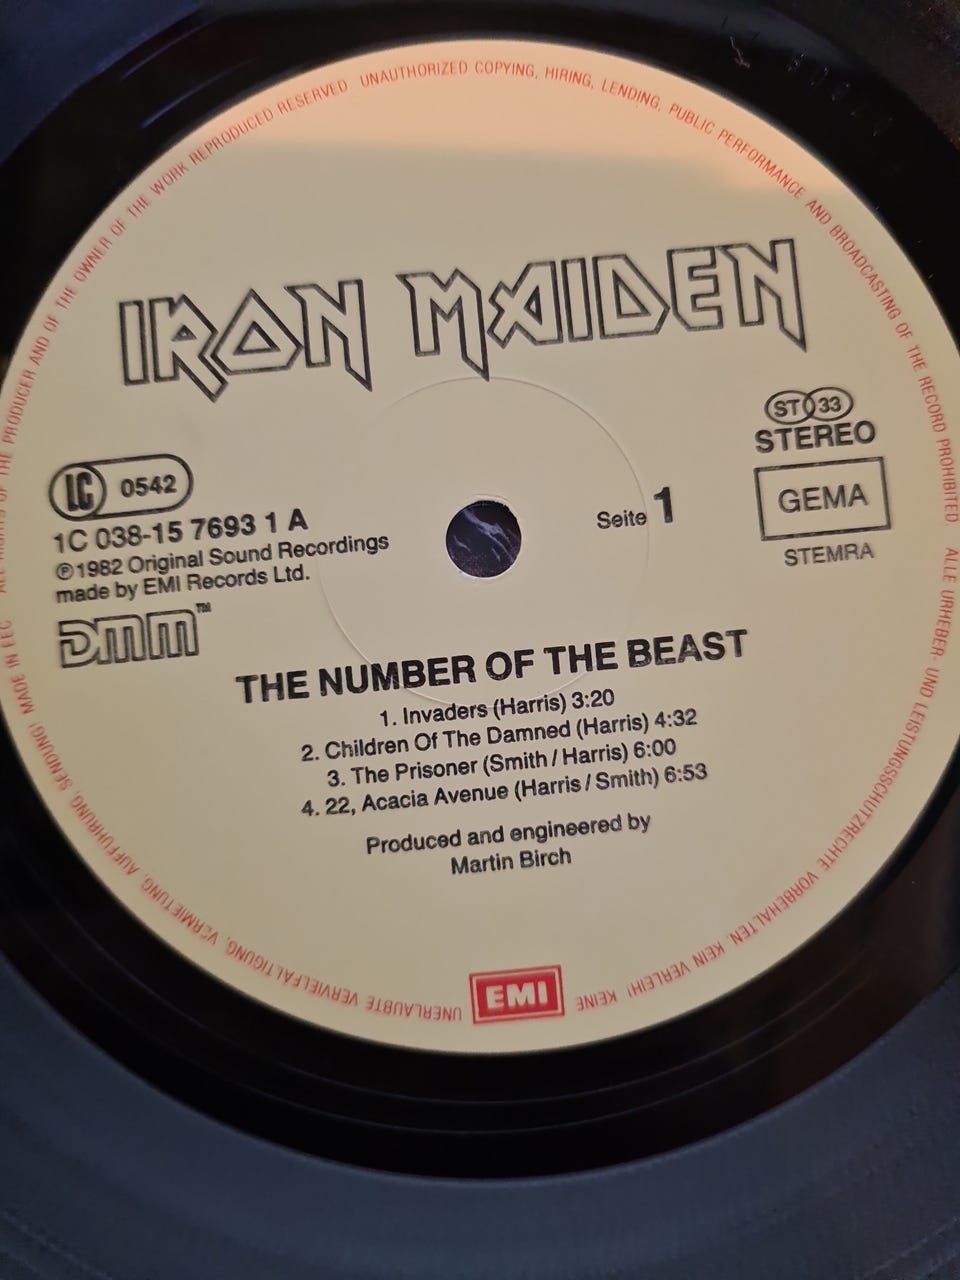 IRON MAIDEN
ST 33
STEREO
GEMA
STEMRA
LC 0542
1C 038-15 7693 1 A
℗1982 Original Sound Recordings
made by EMI Records Ltd.
DMM™
Seite 1
THE NUMBER OF THE BEAST
1. Invaders (Harris) 3:20
2. Children Of The Damned (Harris) 4:32
3. The Prisoner (Smith / Harris) 6:00
4. 22, Acacia Avenue (Harris / Smith) 6:53
Produced and engineered by
Martin Birch
EMI
ALL RIGHTS OF THE PRODUCER AND OF THE OWNER OF THE WORK REPRODUCED RESERVED. UNAUTHORIZED COPYING, HIRING, LENDING, PUBLIC PERFORMANCE AND BROADCASTING OF THE RECORD PROHIBITED.
ALLE URHEBER- UND LEISTUNGSSCHUTZRECHTE VORBEHALTEN. KEIN VERLEIH! KEINE UNERLAUBTE VERVIELFÄLTIGUNG, VERMIETUNG, AUFFÜHRUNG, SENDUNG! MADE IN EEC